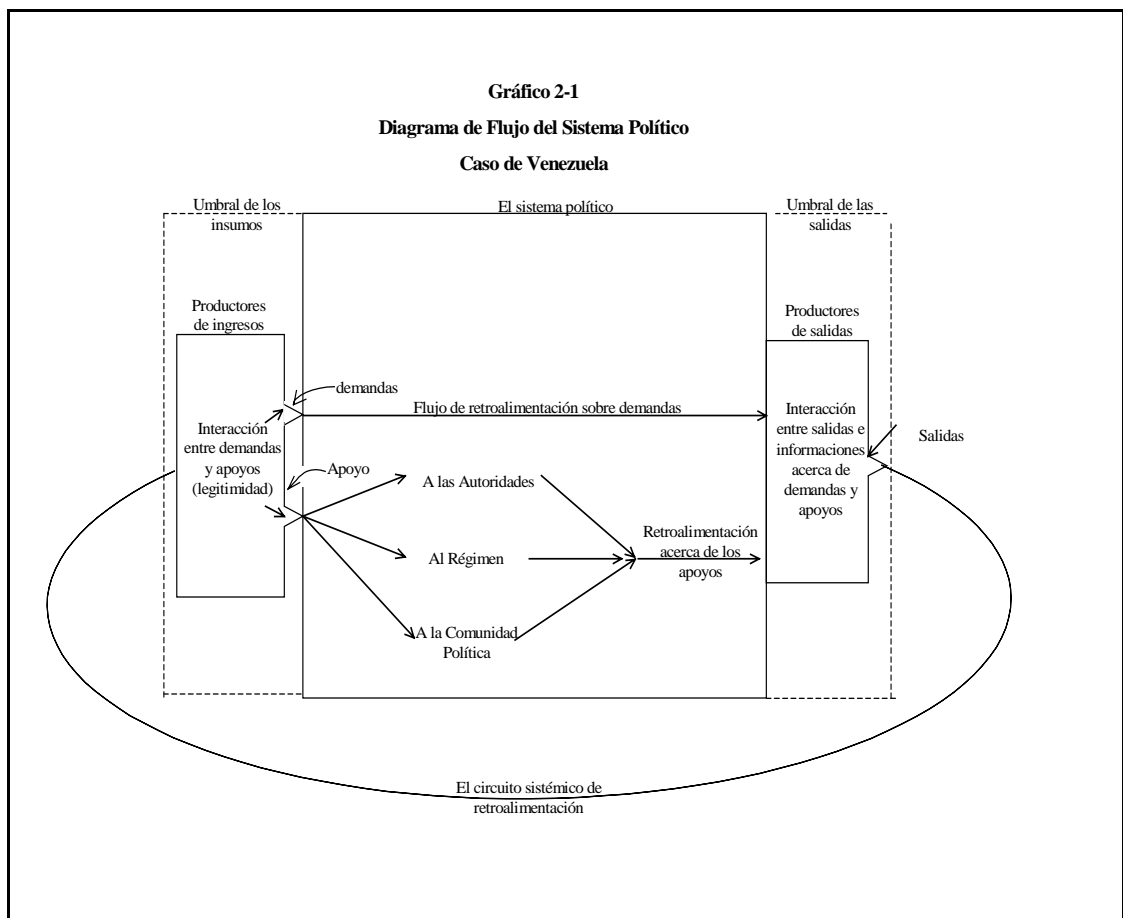 Gráfico 2-1
Diagrama de Flujo del Sistema Político
Caso de Venezuela
Umbral de los
insumos
El sistema político
Umbral de las
salidas
Productores
de ingresos
Productores
de salidas
demandas
Flujo de retroalimentación sobre demandas
Interacción
entre demandas
y apoyos
(legitimidad)
Apoyo
A las Autoridades
Al Régimen
A la Comunidad
Política
Retroalimentación
acerca de los
apoyos
Interacción
entre salidas e
informaciones
acerca de
demandas y
apoyos
Salidas
El circuito sistémico de
retroalimentación